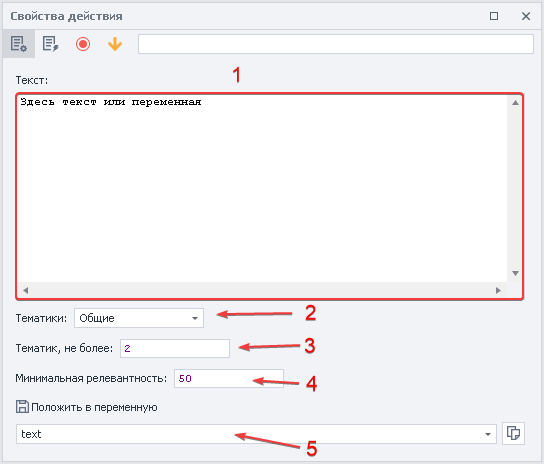 Свойства действия
1
Текст:
Здесь текст или переменная
Тематики: Общие 2
Тематик, не более: 2 3
Минимальная релевантность: 50 4
Положить в переменную
text 5